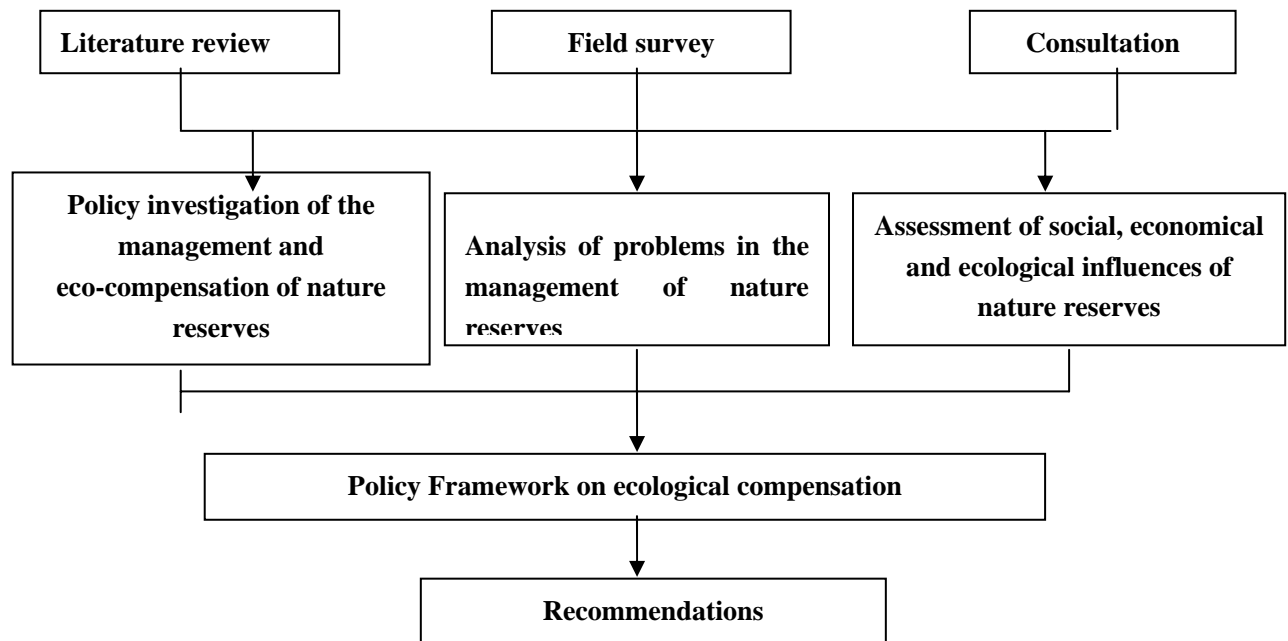 Literature review
Field survey
Consultation
Policy investigation of the
management and
eco-compensation of nature
reserves
Analysis of problems in the
management of nature
reserves
Assessment of social, economical
and ecological influences of
nature reserves
Policy Framework on ecological compensation
Recommendations